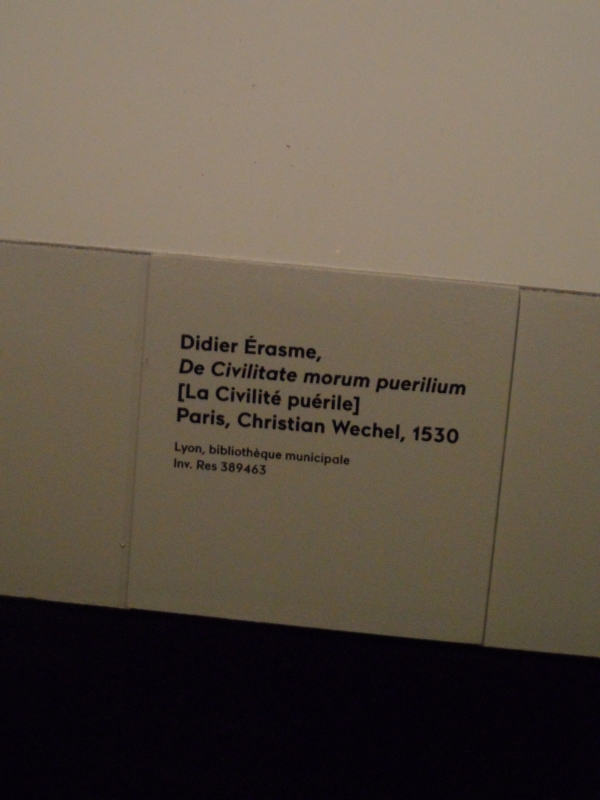 Didier Érasme,
De Civilitate morum puerilium
[La Civilité puérile]
Paris, Christian Wechel, 1530
Lyon, bibliothèque municipale
Inv. Res 389463